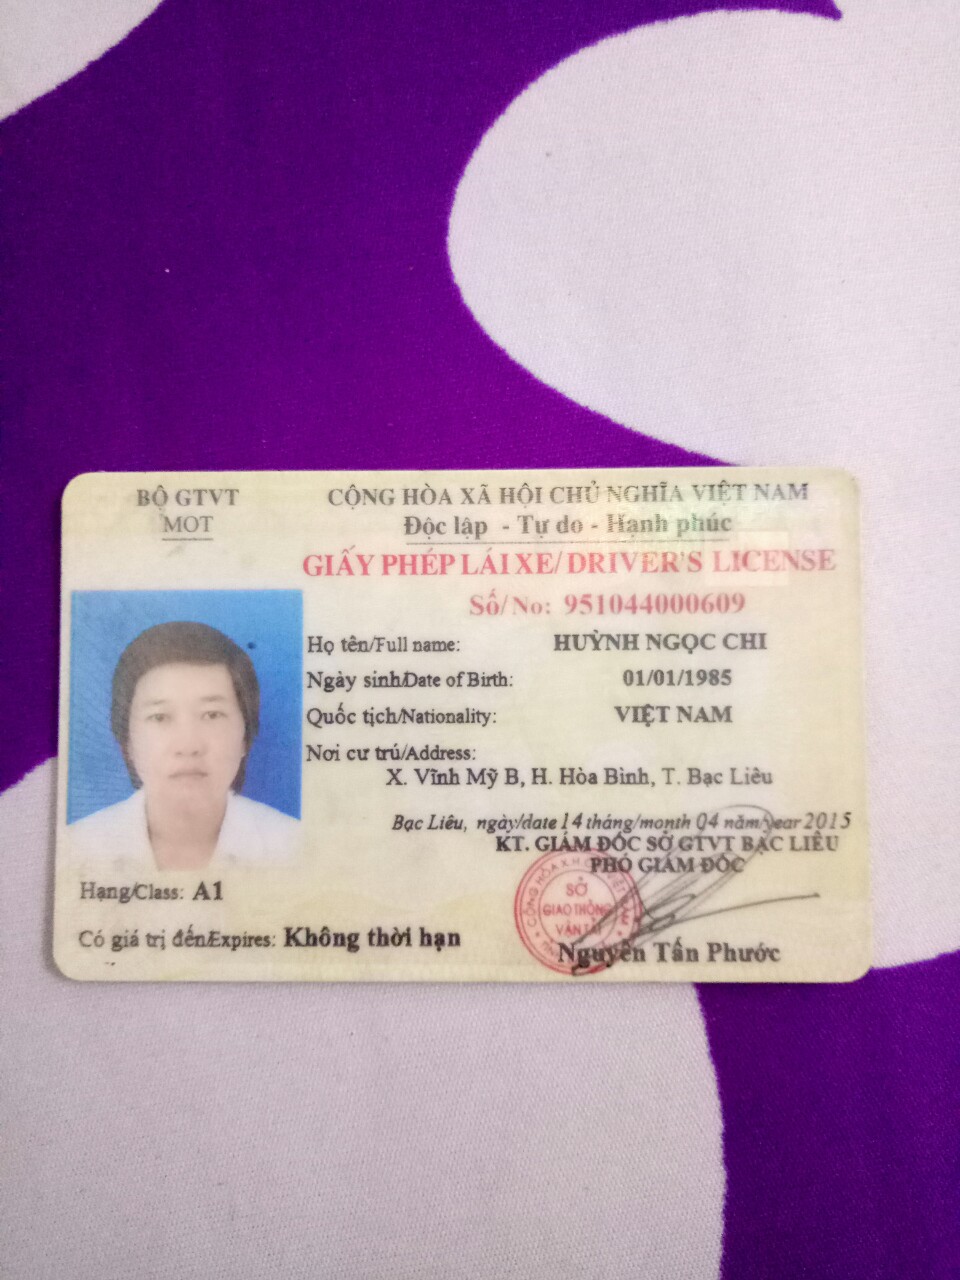 BỘ GTVT
MOT
CỘNG HÒA XÃ HỘI CHỦ NGHĨA VIỆT NAM
Độc lập - Tự do - Hạnh phúc
GIẤY PHÉP LÁI XE/ DRIVER'S LICENSE
Số/No: 951044000609
Họ tên/Full name: HUỲNH NGỌC CHI
Ngày sinh/Date of Birth: 01/01/1985
Quốc tịch/Nationality: VIỆT NAM
Nơi cư trú/Address:
X. Vĩnh Mỹ B, H. Hòa Bình, T. Bạc Liêu
Bạc Liêu, ngày/date 14 tháng/month 04 năm/year 2015
KT. GIÁM ĐỐC SỞ GTVT BẠC LIÊU
PHÓ GIÁM ĐỐC
SỞ
GIAO THÔNG
VẬN TẢI
Nguyễn Tấn Phước
Hạng/Class: A1
Có giá trị đến/Expires: Không thời hạn